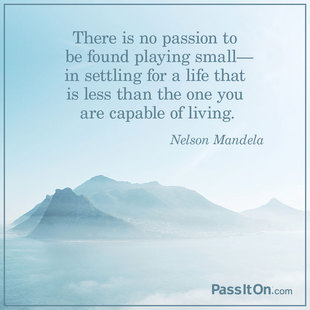 There is no passion to
be found playing small—
in settling for a life that
is less than the one you
are capable of living.
Nelson Mandela
PassItOn.com